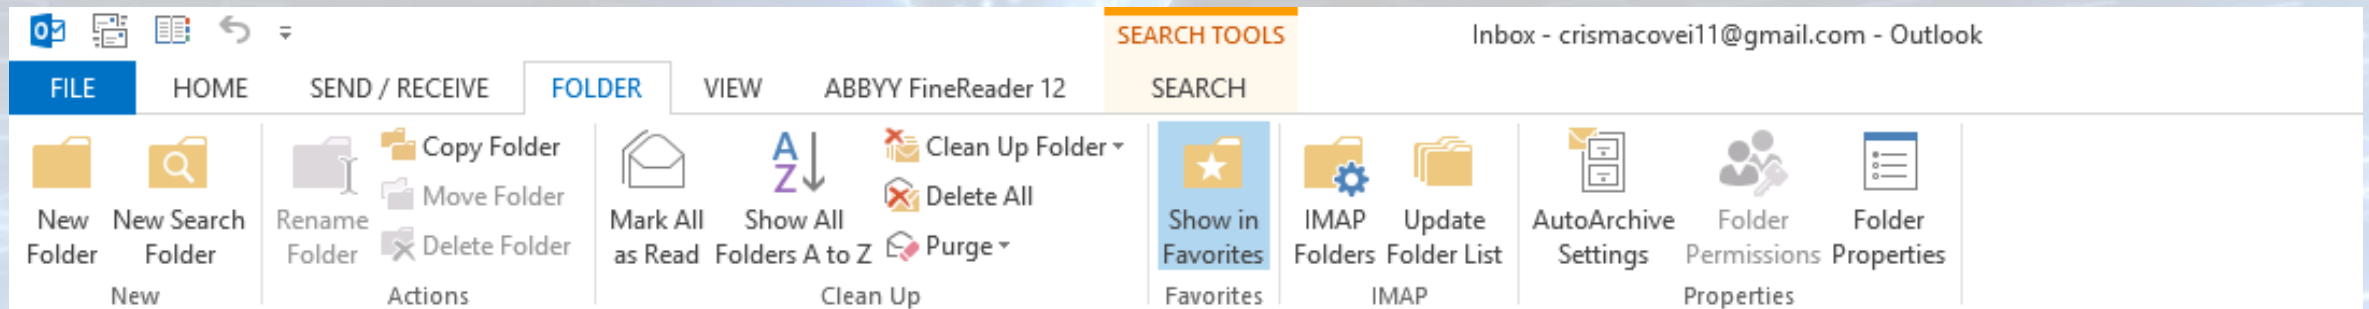 SEARCH TOOLS
Inbox - crismacovei11@gmail.com - Outlook
FILE HOME SEND / RECEIVE FOLDER VIEW ABBYY FineReader 12 SEARCH
New
Folder
New Search
Folder
New
Rename
Folder
Copy Folder
Move Folder
Delete Folder
Actions
Mark All
as Read
Show All
Folders A to Z
Clean Up Folder
Delete All
Purge
Clean Up
Show in
Favorites
Favorites
IMAP
Folders
Update
Folder List
IMAP
AutoArchive
Settings
Folder
Permissions
Folder
Properties
Properties